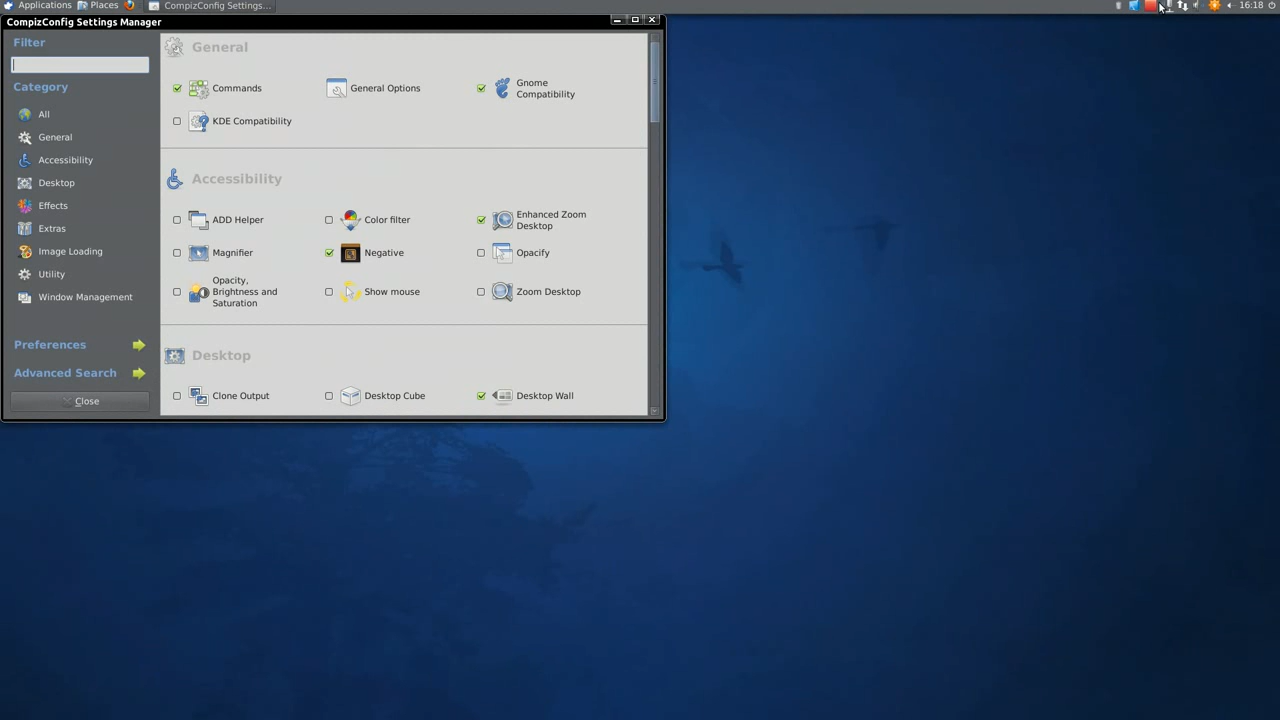 Applications Places CompizConfig Settings... 16:18
CompizConfig Settings Manager
Filter
Category
All
General
Accessibility
Desktop
Effects
Extras
Image Loading
Utility
Window Management
Preferences
Advanced Search
Close
General
Commands General Options Gnome
Compatibility
KDE Compatibility
Accessibility
ADD Helper Color filter Enhanced Zoom
Desktop
Magnifier Negative Opacify
Opacity,
Brightness and
Saturation Show mouse Zoom Desktop
Desktop
Clone Output Desktop Cube Desktop Wall